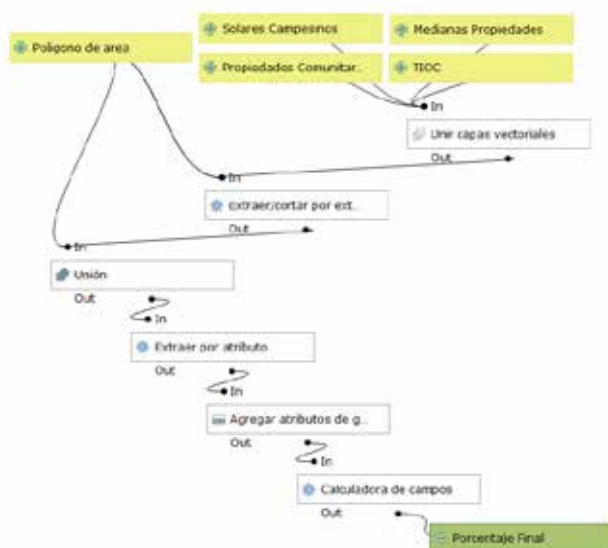 Solares Campesinos
Medianas Propiedades
Poligono de area
Propiedades Comunitar..
TIOC
In
Unir capas vectoriales
Out
In
extraer/cortar por ext..
Out
In
Unión
Out
In
Extraer por atributo
Out
In
Agregar atributos de g..
Out
In
Calculadora de campos
Out
Porcentaje Final